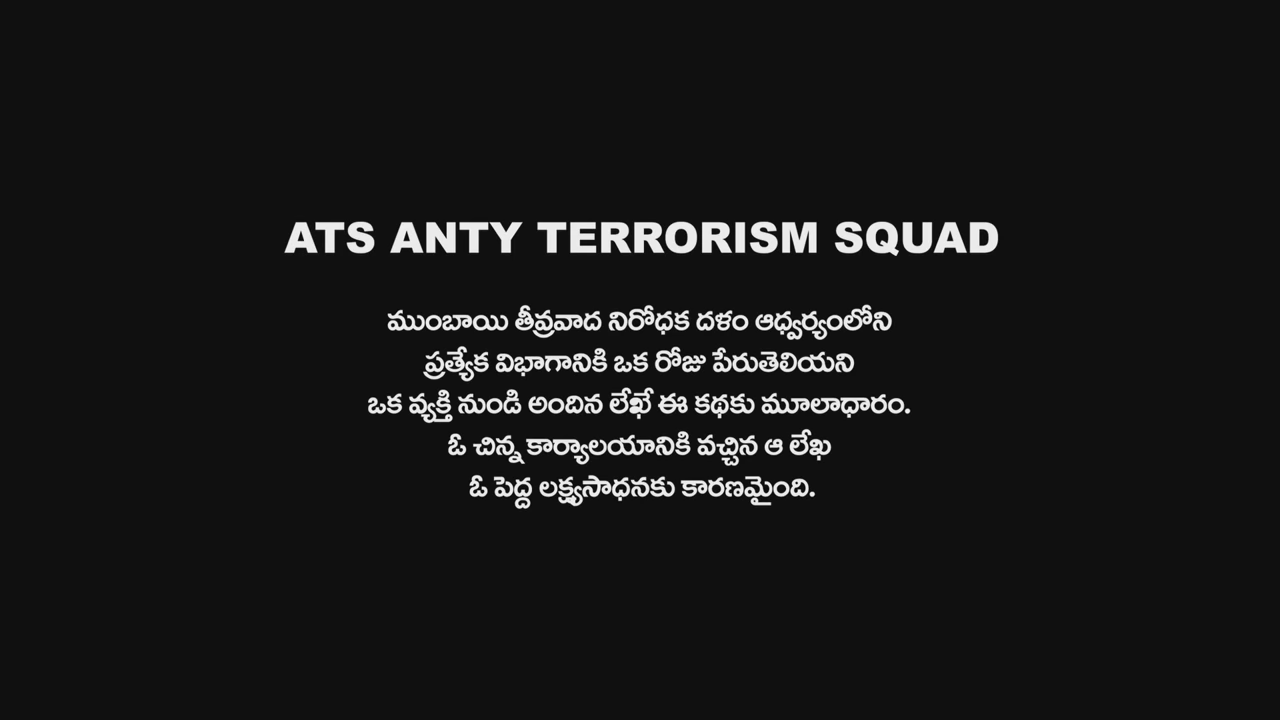 ATS ANTY TERRORISM SQUAD
ముంబాయి తీవ్రవాద నిరోధక దళం ఆధ్వర్యంలోని
ప్రత్యేక విభాగానికి ఒక రోజు పేరుతెలియని
ఒక వ్యక్తి నుండి అందిన లేఖే ఈ కథకు మూలాధారం.
ఓ చిన్న కార్యాలయానికి వచ్చిన ఆ లేఖ
ఓ పెద్ద లక్ష్యసాధనకు కారణమైంది.